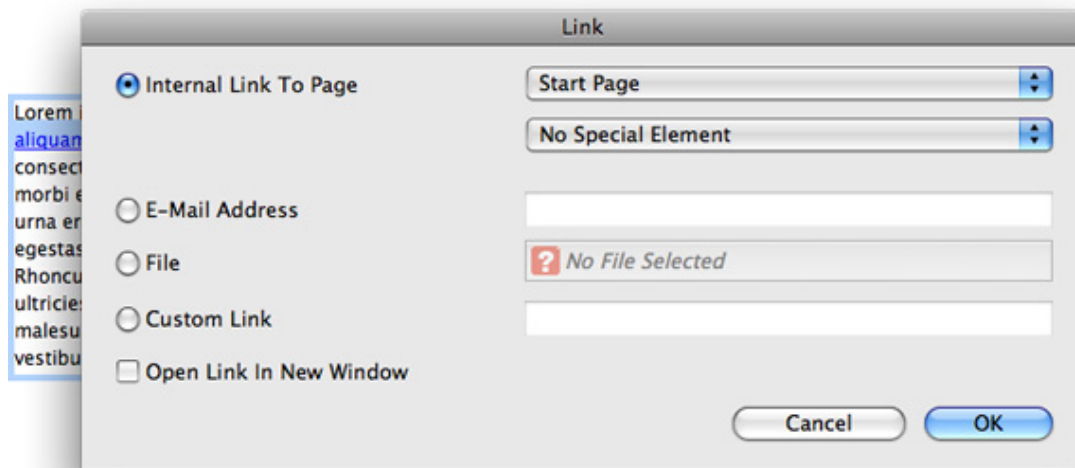 Link
Internal Link To Page
Start Page
No Special Element
E-Mail Address
File
No File Selected
Custom Link
Open Link In New Window
Cancel
OK
Lorem
aliquam
consect
morbi e
urna er
egestas
Rhoncu
ultricies
malesu
vestibu